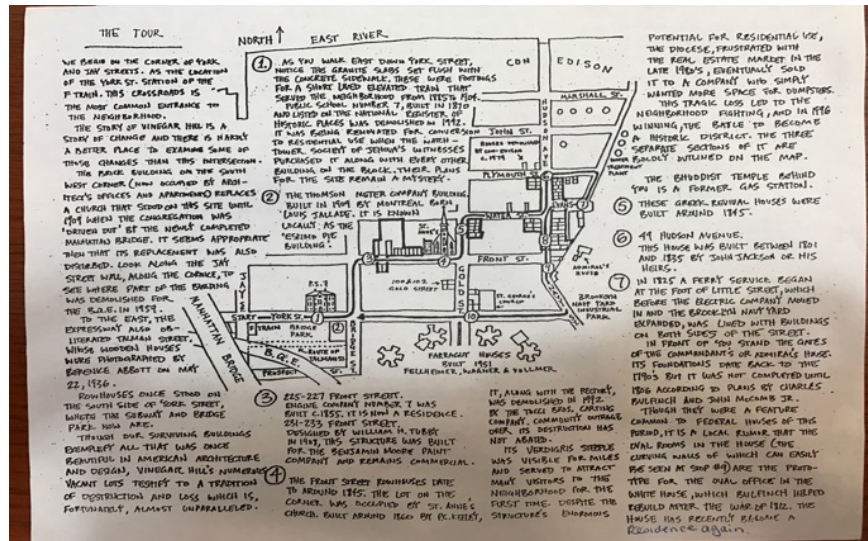 THE TOUR
WE BEGIN ON THE CORNER OF YORK
AND JAY STREETS. AS THE LOCATION
OF THE YORK ST. STATION OF THE
F TRAIN. THIS CROSSROADS IS
THE MOST COMMON ENTRANCE TO
THE NEIGHBORHOOD.
THE STORY OF VINEGAR HILL IS A
STORY OF CHANGE AND THERE IS HARDLY
A BETTER PLACE TO EXAMINE SOME OF
THOSE CHANGES THAN THIS INTERSECTION.
THE BRICK BUILDING ON THE SOUTH
WEST CORNER (NOW OCCUPIED BY ARCHI-
TECT'S OFFICES AND APARTMENTS) REPLACES
A CHURCH THAT STOOD ON THIS SITE UNTIL
1909 WHEN THE CONGREGATION WAS
'DRIVEN OUT' BY THE NEWLY COMPLETED
MANHATTAN BRIDGE. IT SEEMS APPROPRIATE
THEN THAT ITS REPLACEMENT WAS ALSO
DISTURBED. LOOK ALONG THE JAY
STREET WALL, ALONG THE CORNER, TO
SEE WHERE PART OF THE BUILDING
WAS DEMOLISHED FOR
THE B.Q.E. IN 1959.
TO THE EAST, THE
EXPRESSWAY ALSO OB-
LITERATED TALMAN STREET,
WHOSE WOODEN HOUSES
WERE PHOTOGRAPHED BY
BERENICE ABBOTT ON MAY
22, 1936.
ROWHOUSES ONCE STOOD ON
THE SOUTH SIDE OF YORK STREET,
WHERE THE SUBWAY AND BRIDGE
PARK NOW ARE.
THOUGH OUR SURVIVING BUILDINGS
EXEMPLIFY ALL THAT WAS ONCE
BEAUTIFUL IN AMERICAN ARCHITECTURE
AND DESIGN, VINEGAR HILL'S NUMEROUS
VACANT LOTS TESTIFY TO A TRADITION
OF DESTRUCTION AND LOSS WHICH IS,
FORTUNATELY, ALMOST UNPARALLELED.
NORTH ↑ EAST RIVER
1 AS YOU WALK EAST DOWN YORK STREET,
NOTICE THE GRANITE SLABS SET FLUSH WITH
THE CONCRETE SIDEWALK. THESE WERE FOOTINGS
FOR A SHORT LIVED ELEVATED TRAIN THAT
SERVED THE NEIGHBORHOOD FROM 1885 TO 1904.
PUBLIC SCHOOL NUMBER 7, BUILT IN 1870
AND LISTED ON THE NATIONAL REGISTER OF
HISTORIC PLACES WAS DEMOLISHED IN 1992.
IT WAS BEING RENOVATED FOR CONVERSION
TO RESIDENTIAL USE WHEN THE WATCH-
TOWER SOCIETY OF JEHOVA'S WITNESSES
PURCHASED IT ALONG WITH EVERY OTHER
BUILDING ON THE BLOCK. THEIR PLANS
FOR THE SITE REMAIN A MYSTERY.
2 THE THOMSON METER COMPANY BUILDING.
BUILT IN 1909 BY MONTREAL BORN
LOUIS JALLADE. IT IS KNOWN
LOCALLY AS THE
'ESKIMO PIE
BUILDING'.
CON EDISON
MARSHALL ST.
HUDSON AVE.
JOHN ST.
PLYMOUTH ST.
EVANS
WATER ST.
ST. ANNE'S
FRONT ST.
GOLD ST.
100 & 102
GOLD STREET
ST. GEORGE'S
CHURCH
ADMIRAL'S
HOUSE
BROOKLYN
NAVY YARD
INDUSTRIAL
PARK
JAY ST.
P.S. 7
START YORK ST.
F TRAIN BRIDGE
PARK
ROUTE OF
TALMAN ST.
B.Q.E.
PROSPECT ST.
BRIDGE ST.
MANHATTAN
BRIDGE
FARRAGUT HOUSES
BUILT 1951
FELLHEIMER, WAGNER & VOLLMER
3 225-227 FRONT STREET.
ENGINE COMPANY NUMBER 7 WAS
BUILT C.1855. IT IS NOW A RESIDENCE.
231-233 FRONT STREET.
DESIGNED BY WILLIAM H. TUBBY
IN 1908, THIS STRUCTURE WAS BUILT
FOR THE BENJAMIN MOORE PAINT
COMPANY AND REMAINS COMMERCIAL.
4 THE FRONT STREET ROWHOUSES DATE
TO AROUND 1845. THE LOT ON THE
CORNER WAS OCCUPIED BY ST. ANNE'S
CHURCH. BUILT AROUND 1860 BY P.C. KEELEY,
IT, ALONG WITH THE RECTORY,
WAS DEMOLISHED IN 1992
BY THE TOCCI BROS. CARTING
COMPANY. COMMUNITY OUTRAGE
OVER ITS DESTRUCTION HAS
NOT ABATED.
ITS VERDIGRIS STEEPLE
WAS VISIBLE FOR MILES
AND SERVED TO ATTRACT
MANY VISITORS TO THE
NEIGHBORHOOD FOR THE
FIRST TIME. DESPITE THE
STRUCTURE'S ENORMOUS
POTENTIAL FOR RESIDENTIAL USE,
THE DIOCESE, FRUSTRATED WITH
THE REAL ESTATE MARKET IN THE
LATE 1980'S, EVENTUALLY SOLD
IT TO A COMPANY WHO SIMPLY
WANTED MORE SPACE FOR DUMPSTERS.
THIS TRAGIC LOSS LED TO THE
NEIGHBORHOOD FIGHTING, AND IN 1996
WINNING, THE BATTLE TO BECOME
A HISTORIC DISTRICT. THE THREE
SEPARATE SECTIONS OF IT ARE
BOLDLY OUTLINED ON THE MAP.
THE BHUDDIST TEMPLE BEHIND
YOU IS A FORMER GAS STATION.
5 THESE GREEK REVIVAL HOUSES WERE
BUILT AROUND 1845.
6 49 HUDSON AVENUE.
THIS HOUSE WAS BUILT BETWEEN 1801
AND 1835 BY JOHN JACKSON OR HIS
HEIRS.
7 IN 1825 A FERRY SERVICE BEGAN
AT THE FOOT OF LITTLE STREET, WHICH
BEFORE THE ELECTRIC COMPANY MOVED
IN AND THE BROOKLYN NAVY YARD
EXPANDED, WAS LINED WITH BUILDINGS
ON BOTH SIDES OF THE STREET.
IN FRONT OF YOU STAND THE GATES
OF THE COMMANDANT'S OR ADMIRAL'S HOUSE.
ITS FOUNDATIONS DATE BACK TO THE
1790'S BUT IT WAS NOT COMPLETED UNTIL
1806 ACCORDING TO PLANS BY CHARLES
BULFINCH AND JOHN McCOMB JR.
THOUGH THEY WERE A FEATURE
COMMON TO FEDERAL HOUSES OF THIS
PERIOD, IT IS A LOCAL RUMOR THAT THE
OVAL ROOMS IN THE HOUSE (THE
CURVING WALLS OF WHICH CAN EASILY
BE SEEN AT STOP #9) ARE THE PROTO-
TYPE FOR THE OVAL OFFICE IN THE
WHITE HOUSE, WHICH BULFINCH HELPED
REBUILD AFTER THE WAR OF 1812. THE
HOUSE HAS RECENTLY BECOME A
Residence again.